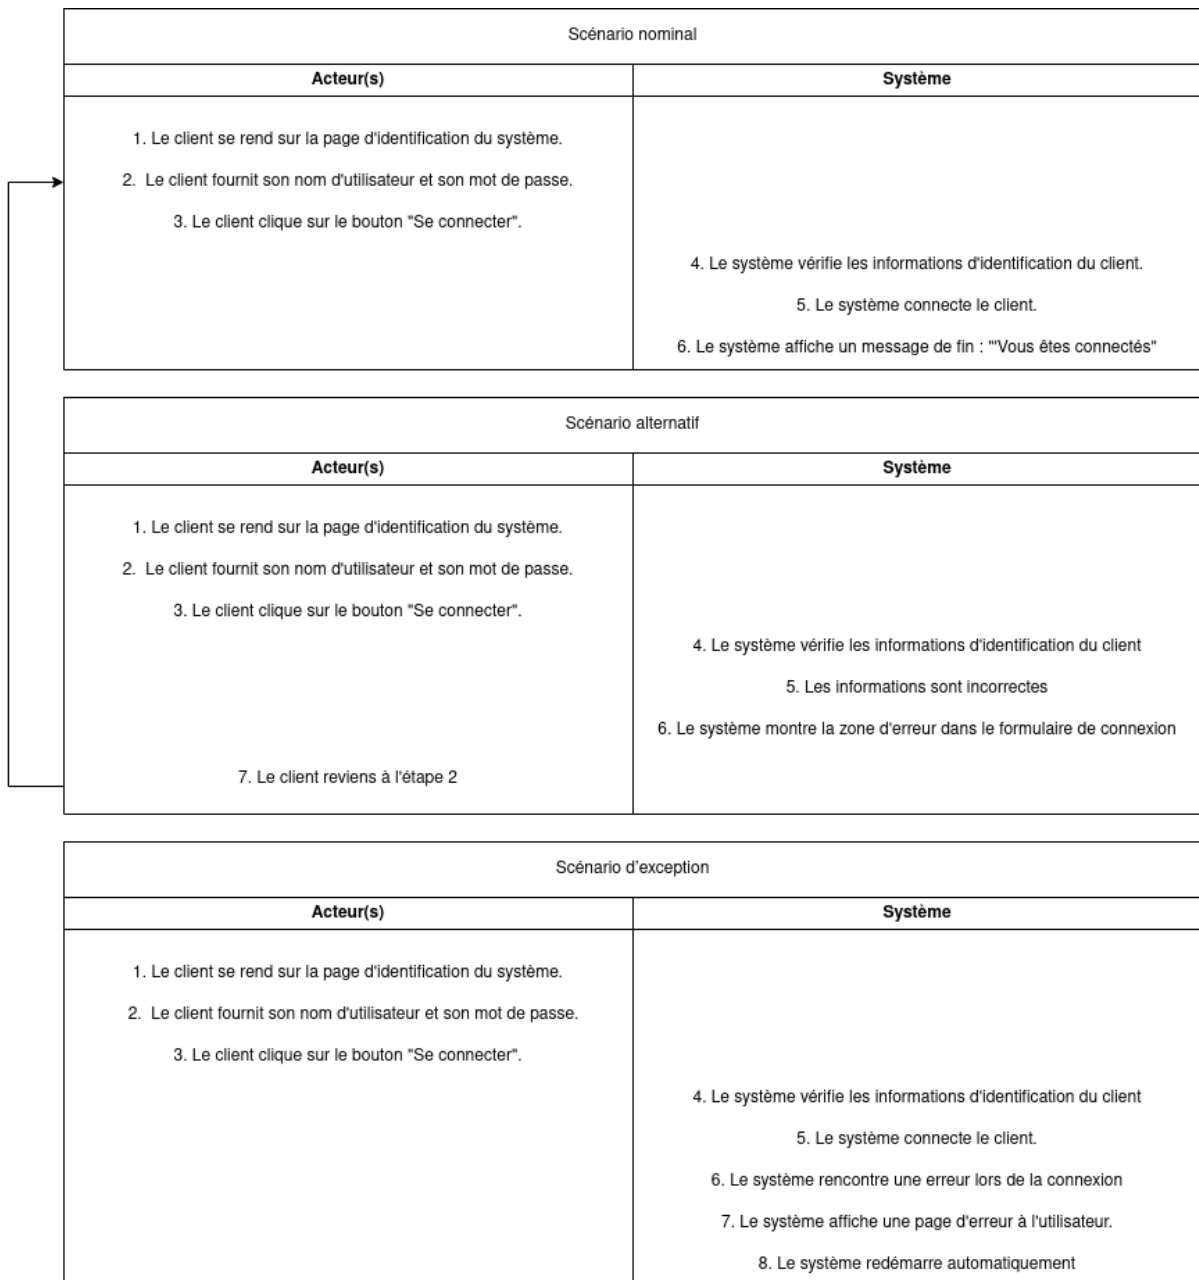 Scénario nominal
Acteur(s)
Système
1. Le client se rend sur la page d'identification du système.
2. Le client fournit son nom d'utilisateur et son mot de passe.
3. Le client clique sur le bouton "Se connecter".
4. Le système vérifie les informations d'identification du client.
5. Le système connecte le client.
6. Le système affiche un message de fin : "'Vous êtes connectés"
Scénario alternatif
Acteur(s)
Système
1. Le client se rend sur la page d'identification du système.
2. Le client fournit son nom d'utilisateur et son mot de passe.
3. Le client clique sur le bouton "Se connecter".
4. Le système vérifie les informations d'identification du client
5. Les informations sont incorrectes
6. Le système montre la zone d'erreur dans le formulaire de connexion
7. Le client reviens à l'étape 2
Scénario d'exception
Acteur(s)
Système
1. Le client se rend sur la page d'identification du système.
2. Le client fournit son nom d'utilisateur et son mot de passe.
3. Le client clique sur le bouton "Se connecter".
4. Le système vérifie les informations d'identification du client
5. Le système connecte le client.
6. Le système rencontre une erreur lors de la connexion
7. Le système affiche une page d'erreur à l'utilisateur.
8. Le système redémarre automatiquement